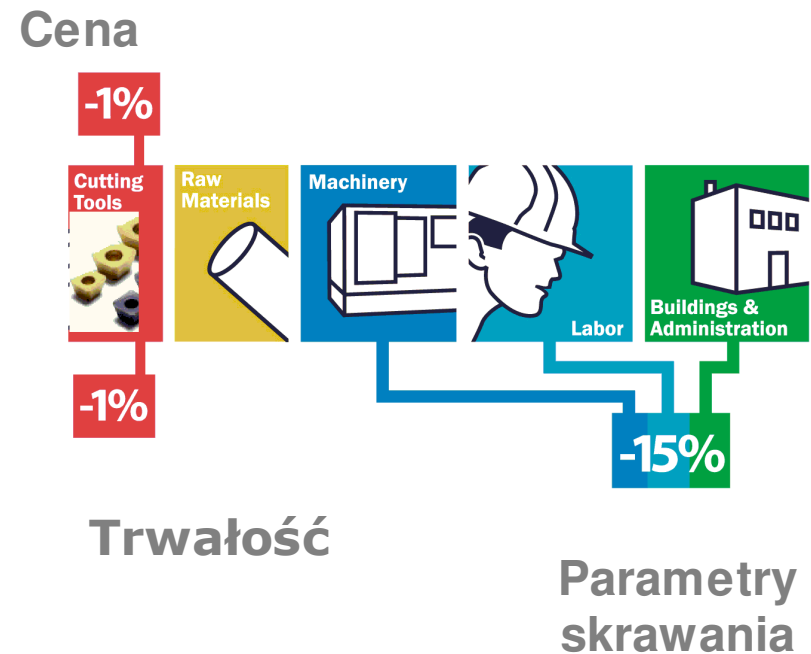 Cena
-1%
Cutting
Tools
Raw
Materials
Machinery
Labor
Buildings &
Administration
-1%
-15%
Trwałość
Parametry
skrawania